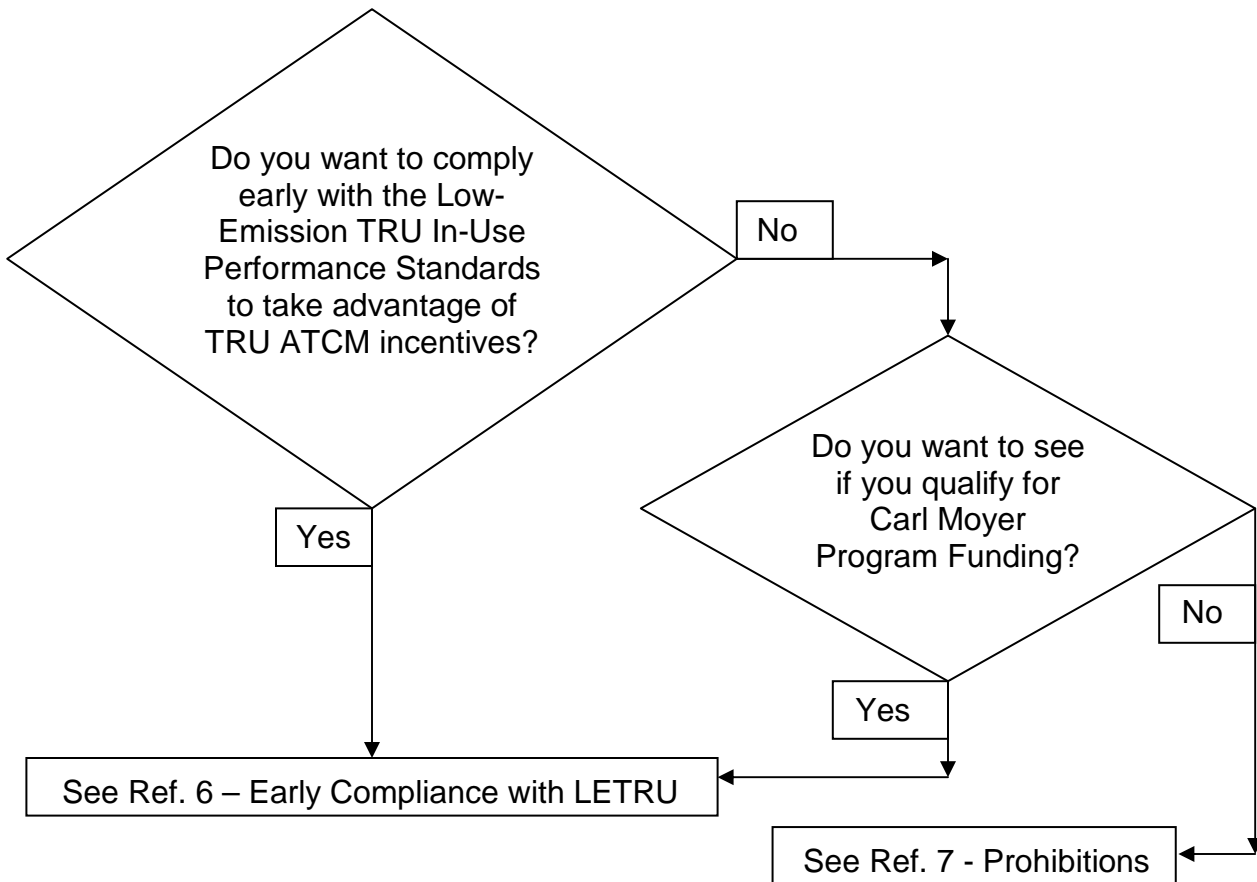 Do you want to comply
early with the Low-
Emission TRU In-Use
Performance Standards
to take advantage of
TRU ATCM incentives?
No
Do you want to see
if you qualify for
Carl Moyer
Program Funding?
Yes
No
Yes
See Ref. 6 – Early Compliance with LETRU
See Ref. 7 - Prohibitions